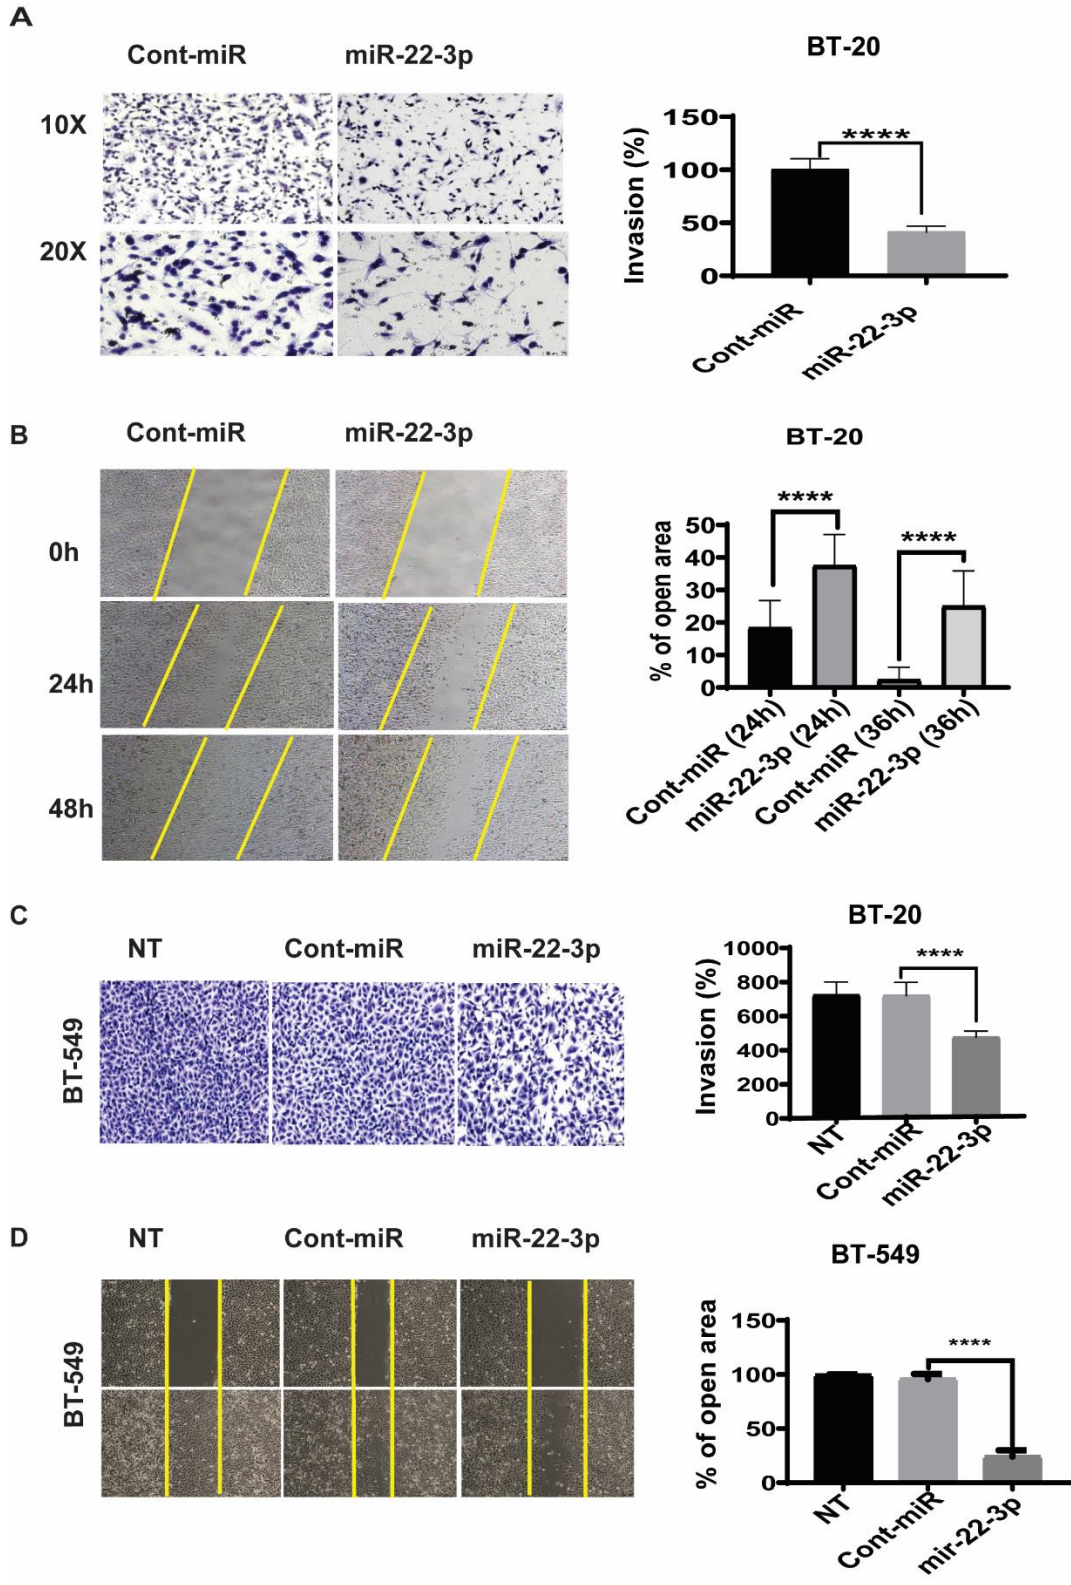 A
Cont-miR miR-22-3p
10X
20X
BT-20
Invasion (%)
150
100
50
0
****
Cont-miR
miR-22-3p
B
Cont-miR miR-22-3p
0h
24h
48h
BT-20
% of open area
50
40
30
20
10
0
****
****
Cont-miR (24h)
miR-22-3p (24h)
Cont-miR (36h)
miR-22-3p (36h)
C
NT Cont-miR miR-22-3p
BT-549
BT-20
Invasion (%)
1000
800
600
400
200
0
****
NT
Cont-miR
miR-22-3p
D
NT Cont-miR miR-22-3p
BT-549
BT-549
% of open area
150
100
50
0
****
NT
Cont-miR
mir-22-3p